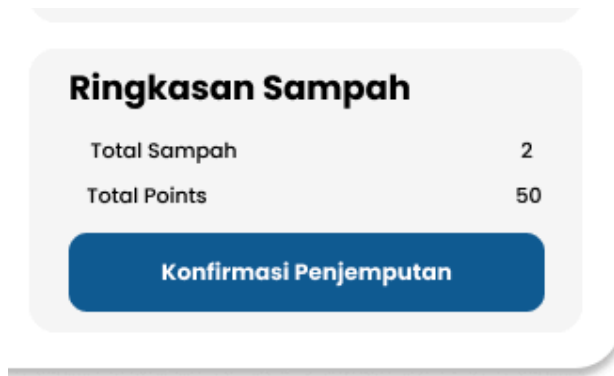 Ringkasan Sampah
Total Sampah 2
Total Points 50
Konfirmasi Penjemputan